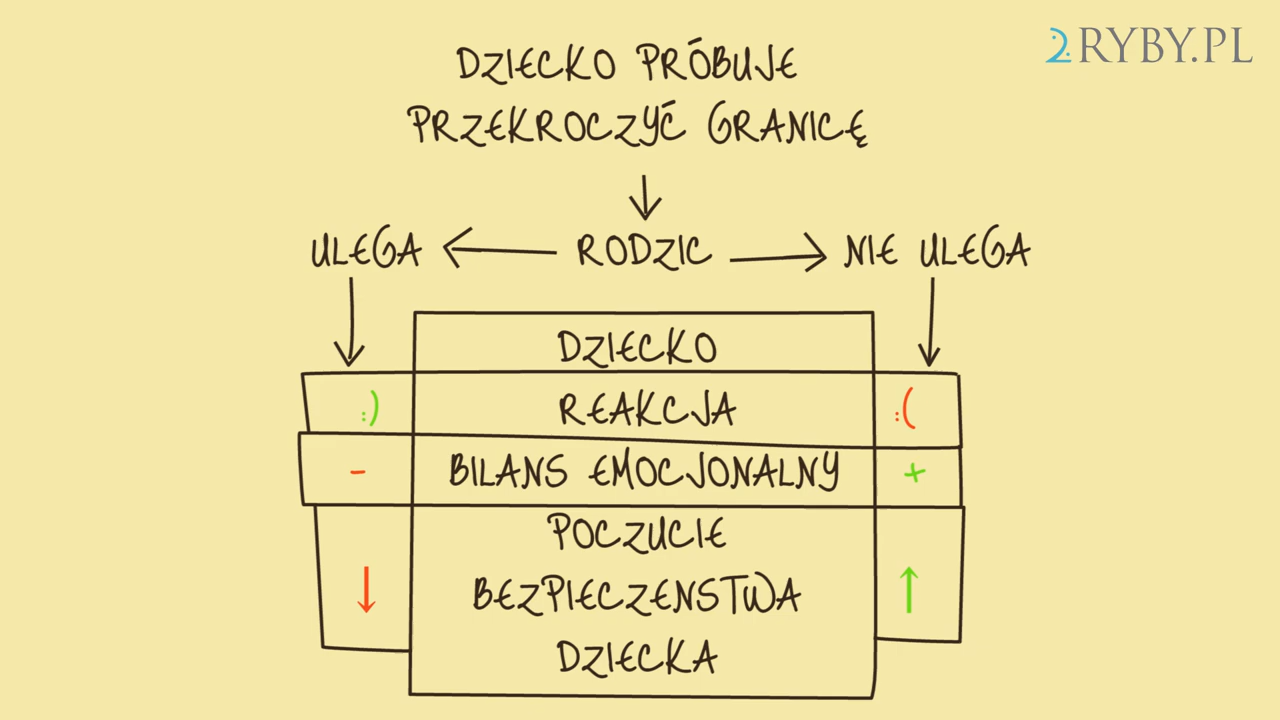 2RYBY.PL
DZIECKO PRÓBUJE
PRZEKROCZYĆ GRANICĘ
ULEGA RODZIC NIE ULEGA
DZIECKO
:) REAKCJA :(
- BILANS EMOCJONALNY +
POCZUCIE
↓ BEZPIECZENSTWA ↑
DZIECKA